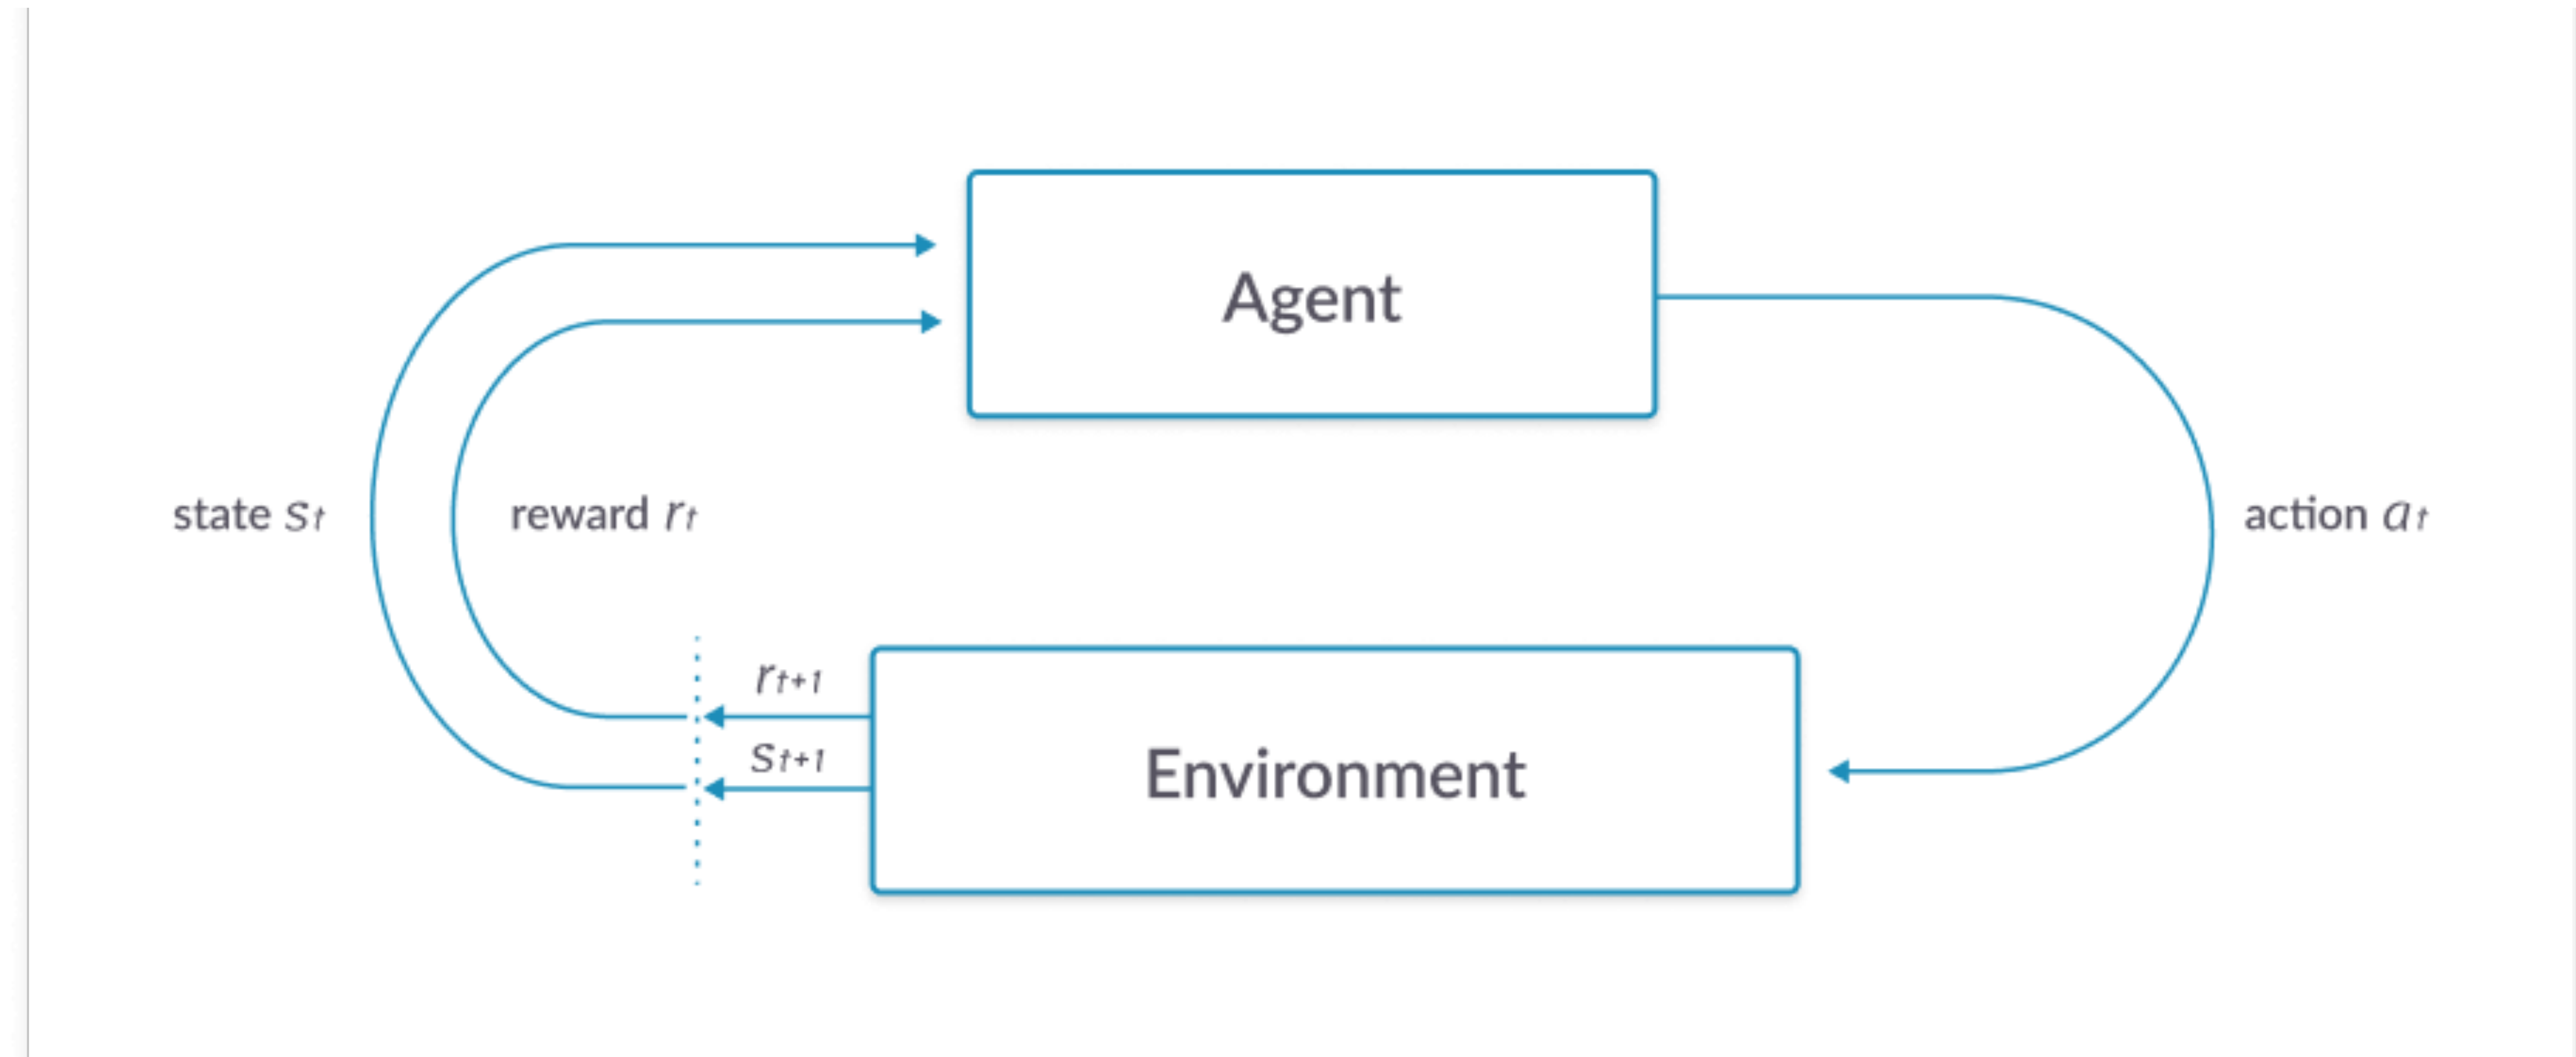 Agent
state st
reward rt
action at
rt+1
st+1
Environment